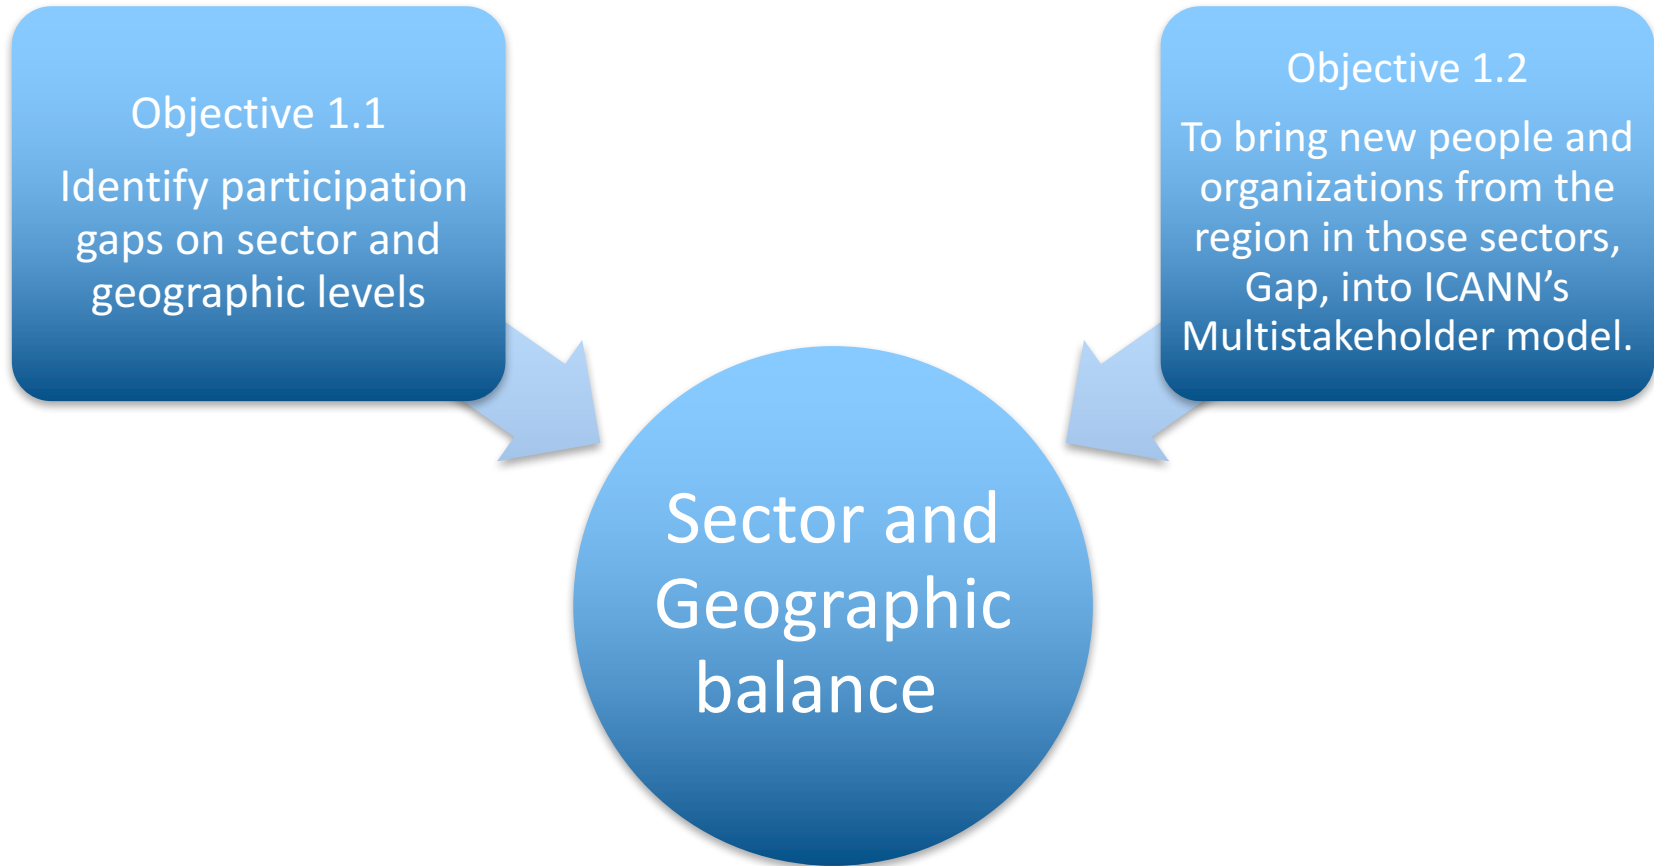 Objective 1.1
Identify participation
gaps on sector and
geographic levels
Objective 1.2
To bring new people and
organizations from the
region in those sectors,
Gap, into ICANN’s
Multistakeholder model.
Sector and
Geographic
balance